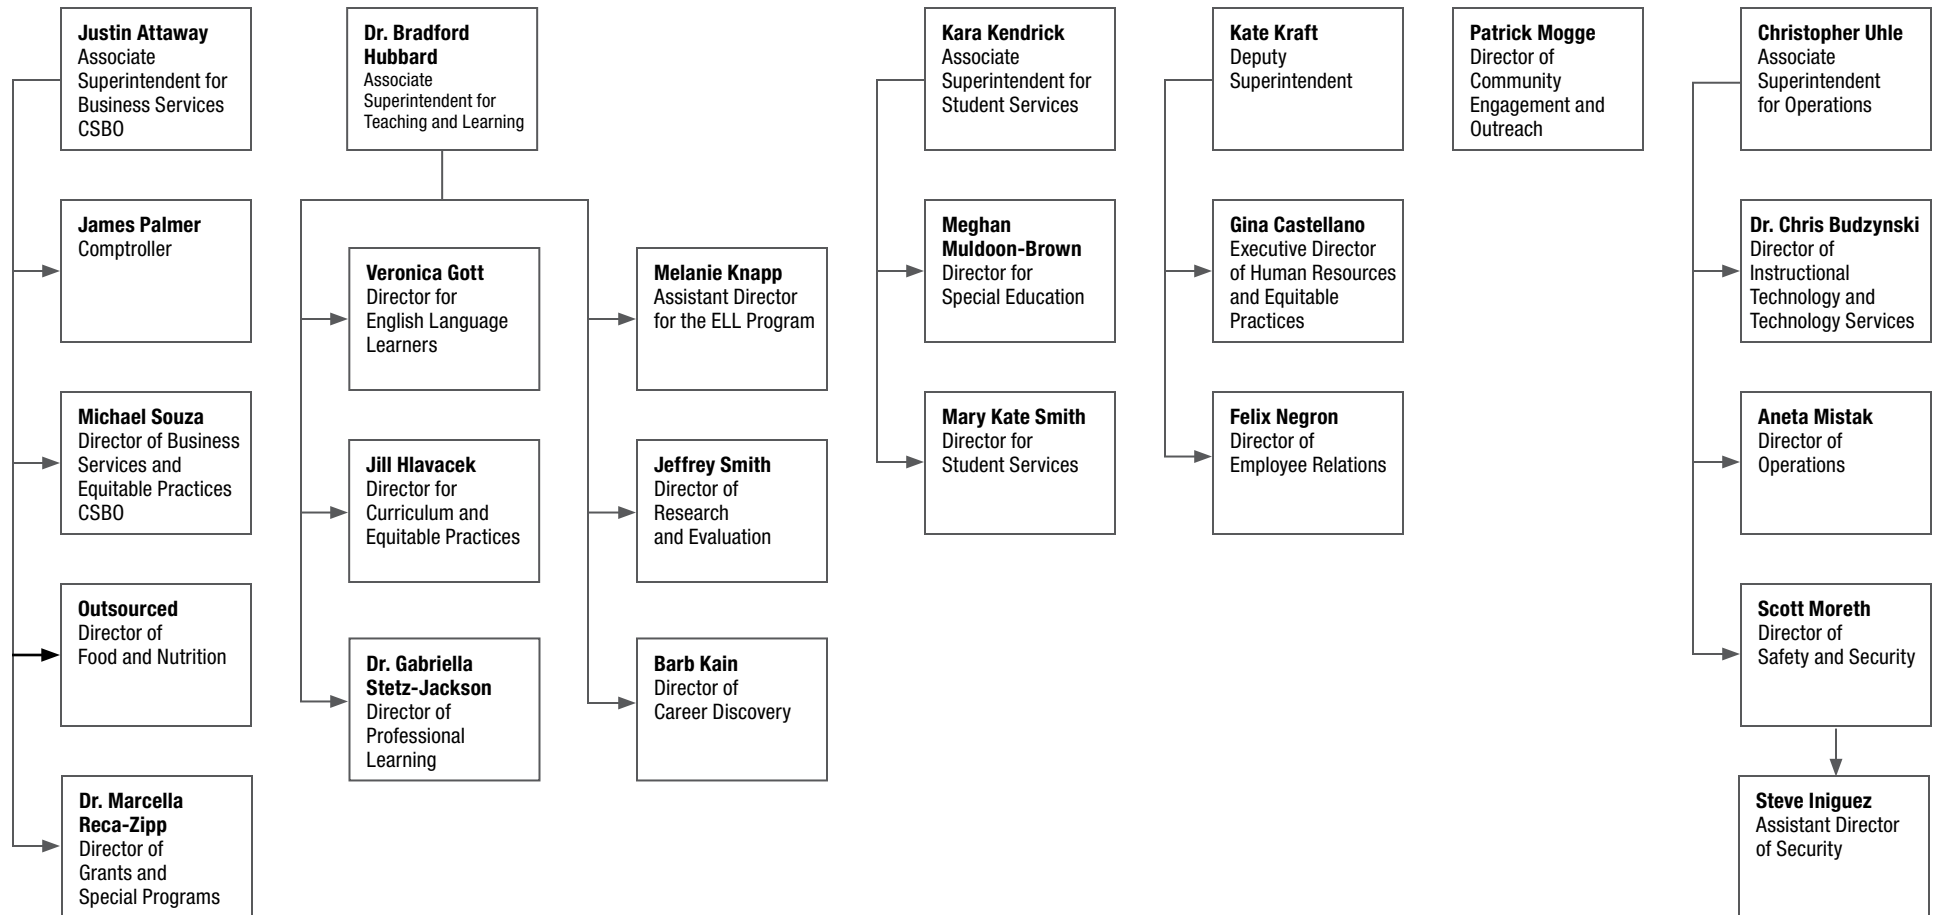 Justin Attaway
Associate
Superintendent for
Business Services
CSBO
James Palmer
Comptroller
Michael Souza
Director of Business
Services and
Equitable Practices
CSBO
Outsourced
Director of
Food and Nutrition
Dr. Marcella
Reca-Zipp
Director of
Grants and
Special Programs
Dr. Bradford
Hubbard
Associate
Superintendent for
Teaching and Learning
Veronica Gott
Director for
English Language
Learners
Jill Hlavacek
Director for
Curriculum and
Equitable Practices
Dr. Gabriella
Stetz-Jackson
Director of
Professional
Learning
Melanie Knapp
Assistant Director
for the ELL Program
Jeffrey Smith
Director of
Research
and Evaluation
Barb Kain
Director of
Career Discovery
Kara Kendrick
Associate
Superintendent for
Student Services
Meghan
Muldoon-Brown
Director for
Special Education
Mary Kate Smith
Director for
Student Services
Kate Kraft
Deputy
Superintendent
Gina Castellano
Executive Director
of Human Resources
and Equitable
Practices
Felix Negron
Director of
Employee Relations
Patrick Mogge
Director of
Community
Engagement and
Outreach
Christopher Uhle
Associate
Superintendent
for Operations
Dr. Chris Budzynski
Director of
Instructional
Technology and
Technology Services
Aneta Mistak
Director of
Operations
Scott Moreth
Director of
Safety and Security
Steve Iniguez
Assistant Director
of Security